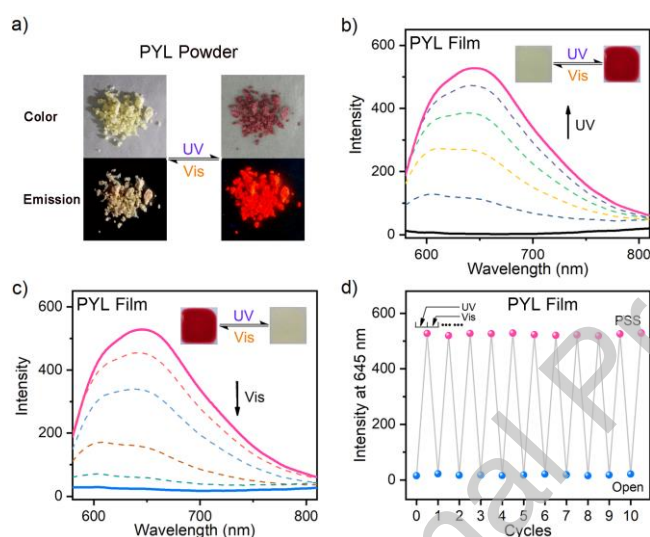 a)
PYL Powder
Color
UV
Vis
Emission
b)
PYL Film
UV
Vis
UV
Intensity
600
400
200
0
600
700
800
Wavelength (nm)
c)
PYL Film
UV
Vis
Vis
Intensity
600
400
200
0
600
700
800
Wavelength (nm)
d)
PYL Film
UV
Vis
PSS
Open
Intensity at 645 nm
600
400
200
0
0 1 2 3 4 5 6 7 8 9 10
Cycles